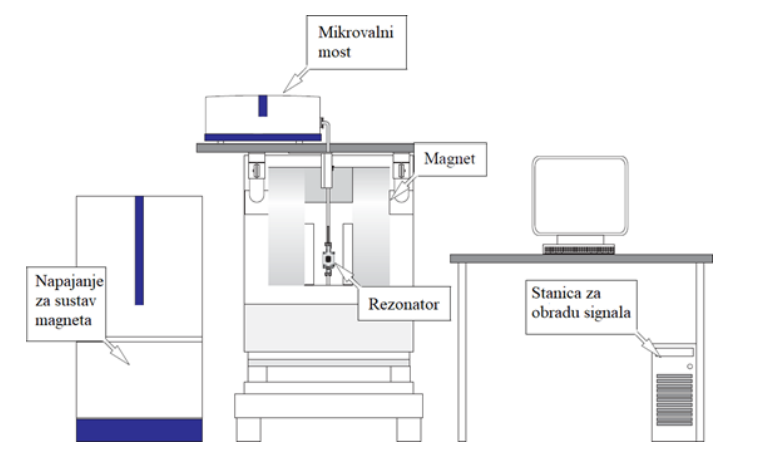 Mikrovalni
most
Magnet
Napajanje
za sustav
magneta
Rezonator
Stanica za
obradu signala